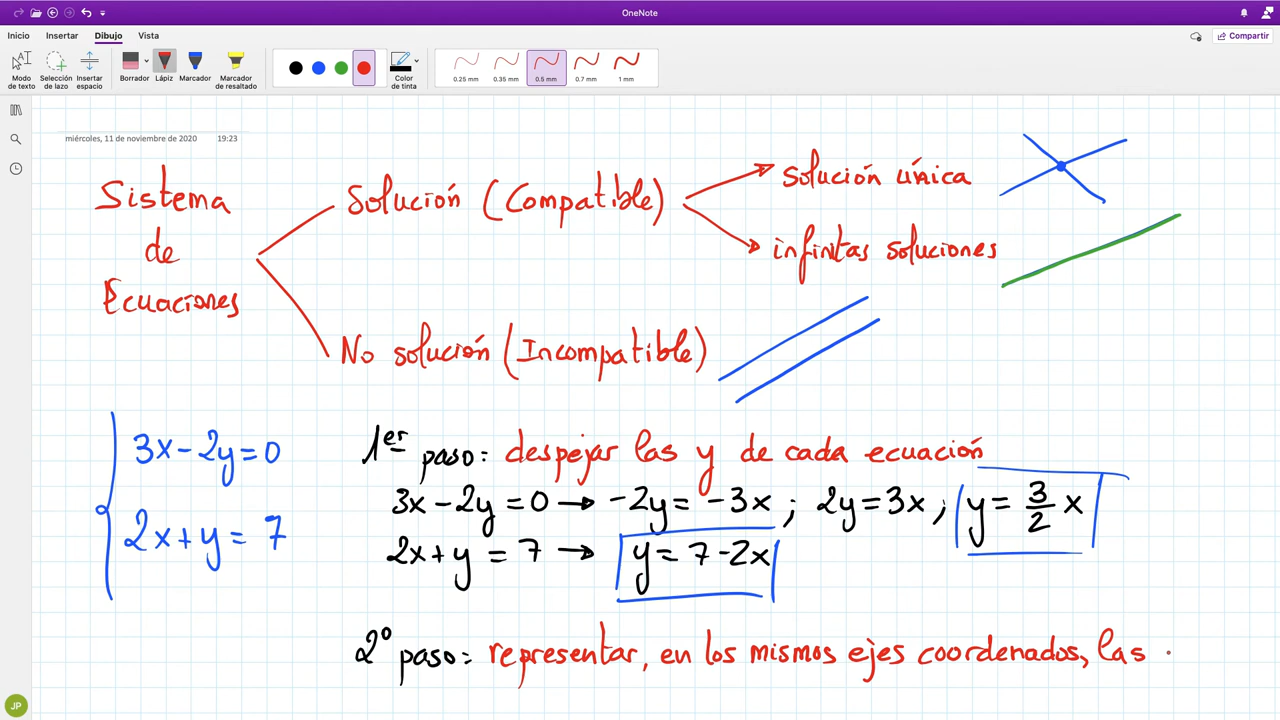 OneNote
Inicio Insertar Dibujo Vista
Compartir
Modo de texto
Selección de lazo
Insertar espacio
Borrador
Lápiz
Marcador
Marcador de resaltado
Color de tinta
0.25 mm
0.35 mm
0.5 mm
0.7 mm
1 mm
miércoles, 11 de noviembre de 2020 19:23
Sistema
de
Ecuaciones
Solución (Compatible)
solución única
infinitas soluciones
No solución (Incompatible)
3x-2y=0
2x+y=7
1er paso: despejar las y de cada ecuación
3x-2y=0 → -2y=-3x ; 2y=3x, y=3/2 x
2x+y=7 → y=7-2x
2º paso: representar, en los mismos ejes coordenados, las
JP